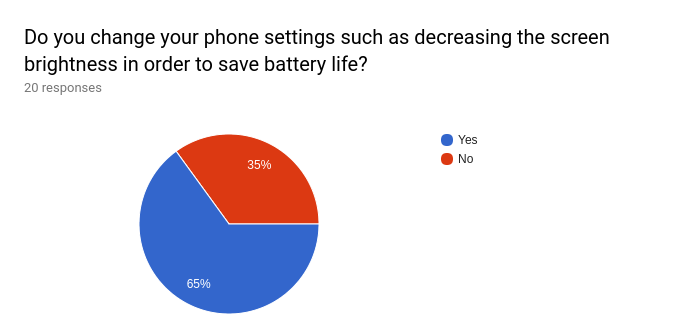 Do you change your phone settings such as decreasing the screen
brightness in order to save battery life?
20 responses
Yes
No
35%
65%